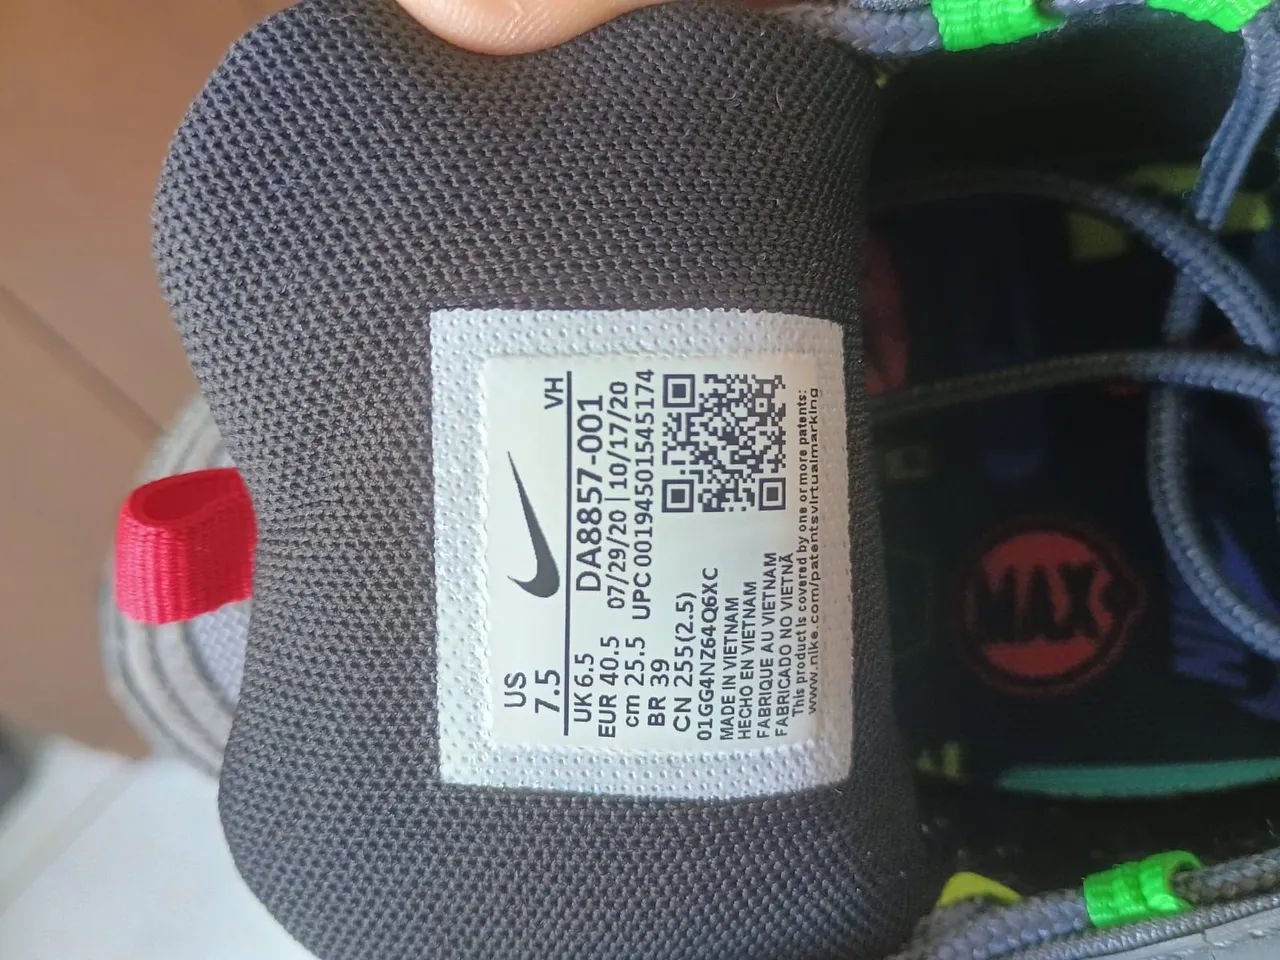 US
7.5
VH
UK 6.5
DA8857-001
EUR 40.5
07/29/20 | 10/17/20
cm 25.5
UPC 00194501545174
BR 39
CN 255(2.5)
01GG4NZ64Q6XC
MADE IN VIETNAM
HECHO EN VIETNAM
FABRIQUE AU VIETNAM
FABRICADO NO VIETNÃ
This product is covered by one or more patents:
www.nike.com/patentsvirtualmarking
MAX